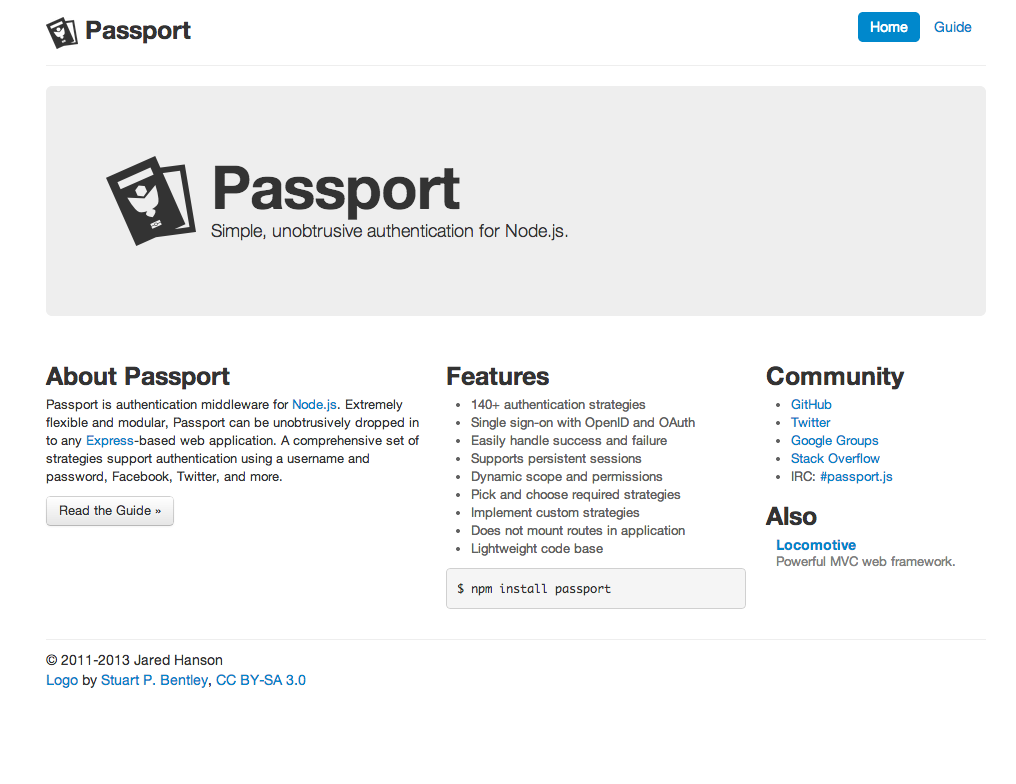 Passport
Home
Guide
Passport
Simple, unobtrusive authentication for Node.js.
About Passport
Passport is authentication middleware for Node.js. Extremely
flexible and modular, Passport can be unobtrusively dropped in
to any Express-based web application. A comprehensive set of
strategies support authentication using a username and
password, Facebook, Twitter, and more.
Read the Guide »
Features
• 140+ authentication strategies
• Single sign-on with OpenID and OAuth
• Easily handle success and failure
• Supports persistent sessions
• Dynamic scope and permissions
• Pick and choose required strategies
• Implement custom strategies
• Does not mount routes in application
• Lightweight code base
$ npm install passport
Community
• GitHub
• Twitter
• Google Groups
• Stack Overflow
• IRC: #passport.js
Also
Locomotive
Powerful MVC web framework.
© 2011-2013 Jared Hanson
Logo by Stuart P. Bentley, CC BY-SA 3.0